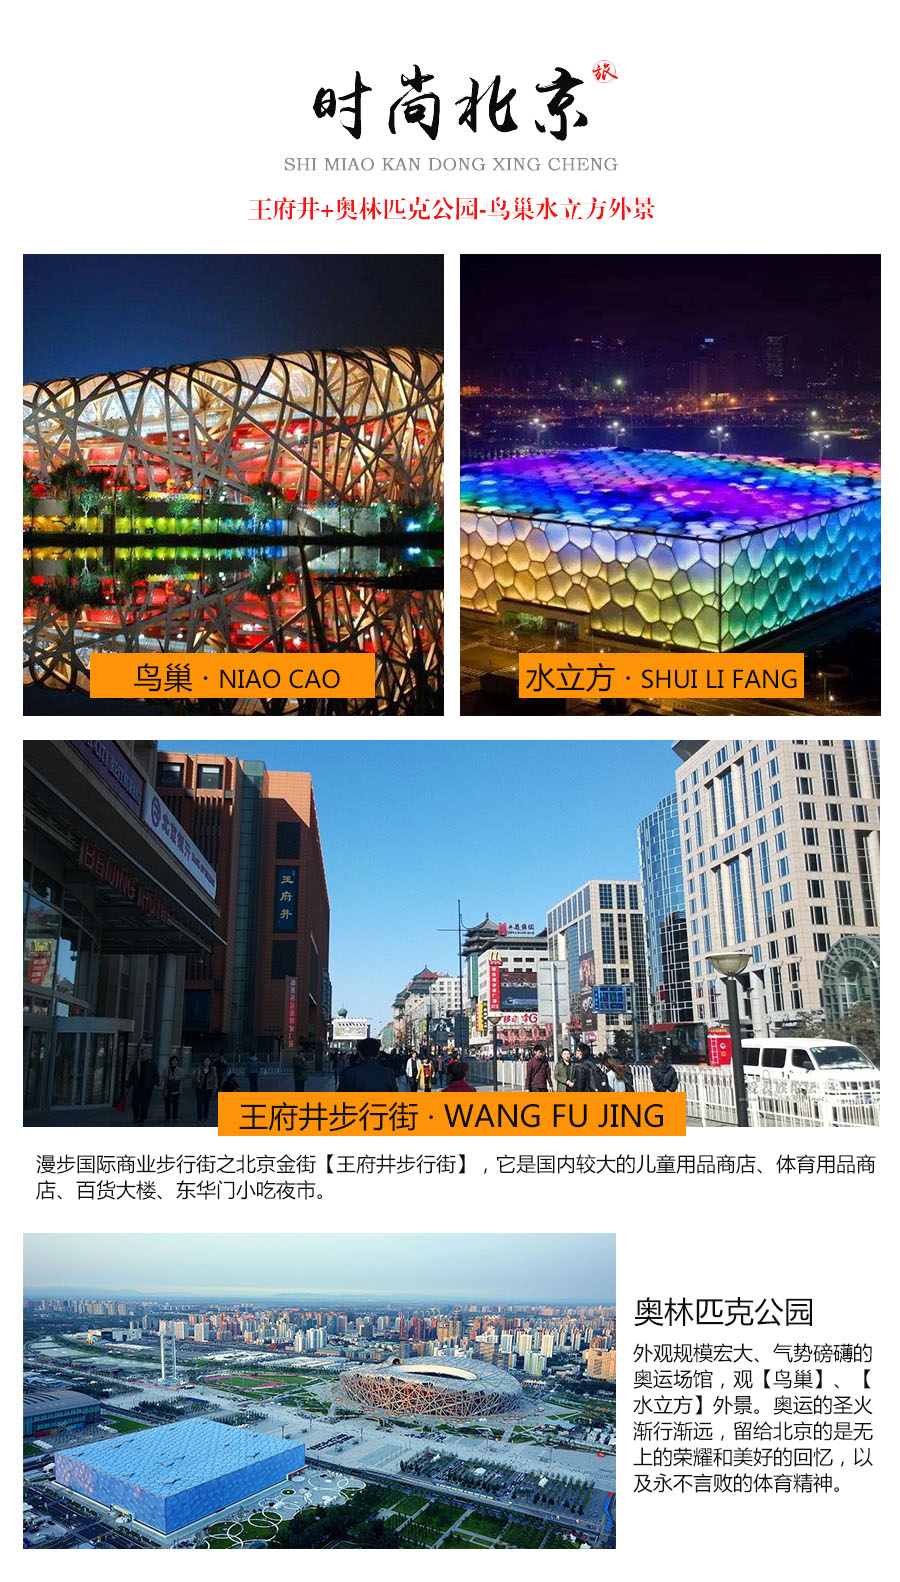 时尚北京
旅
SHI MIAO KAN DONG XING CHENG
王府井+奥林匹克公园-鸟巢水立方外景
鸟巢 · NIAO CAO
水立方 · SHUI LI FANG
BEIJING HOTEL
王府井
王府井步行街 · WANG FU JING
漫步国际商业步行街之北京金街【王府井步行街】，它是国内较大的儿童用品商店、体育用品商
店、百货大楼、东华门小吃夜市。
奥林匹克公园
外观规模宏大、气势磅礴的
奥运场馆，观【鸟巢】、【
水立方】外景。奥运的圣火
渐行渐远，留给北京的是无
上的荣耀和美好的回忆，以
及永不言败的体育精神。